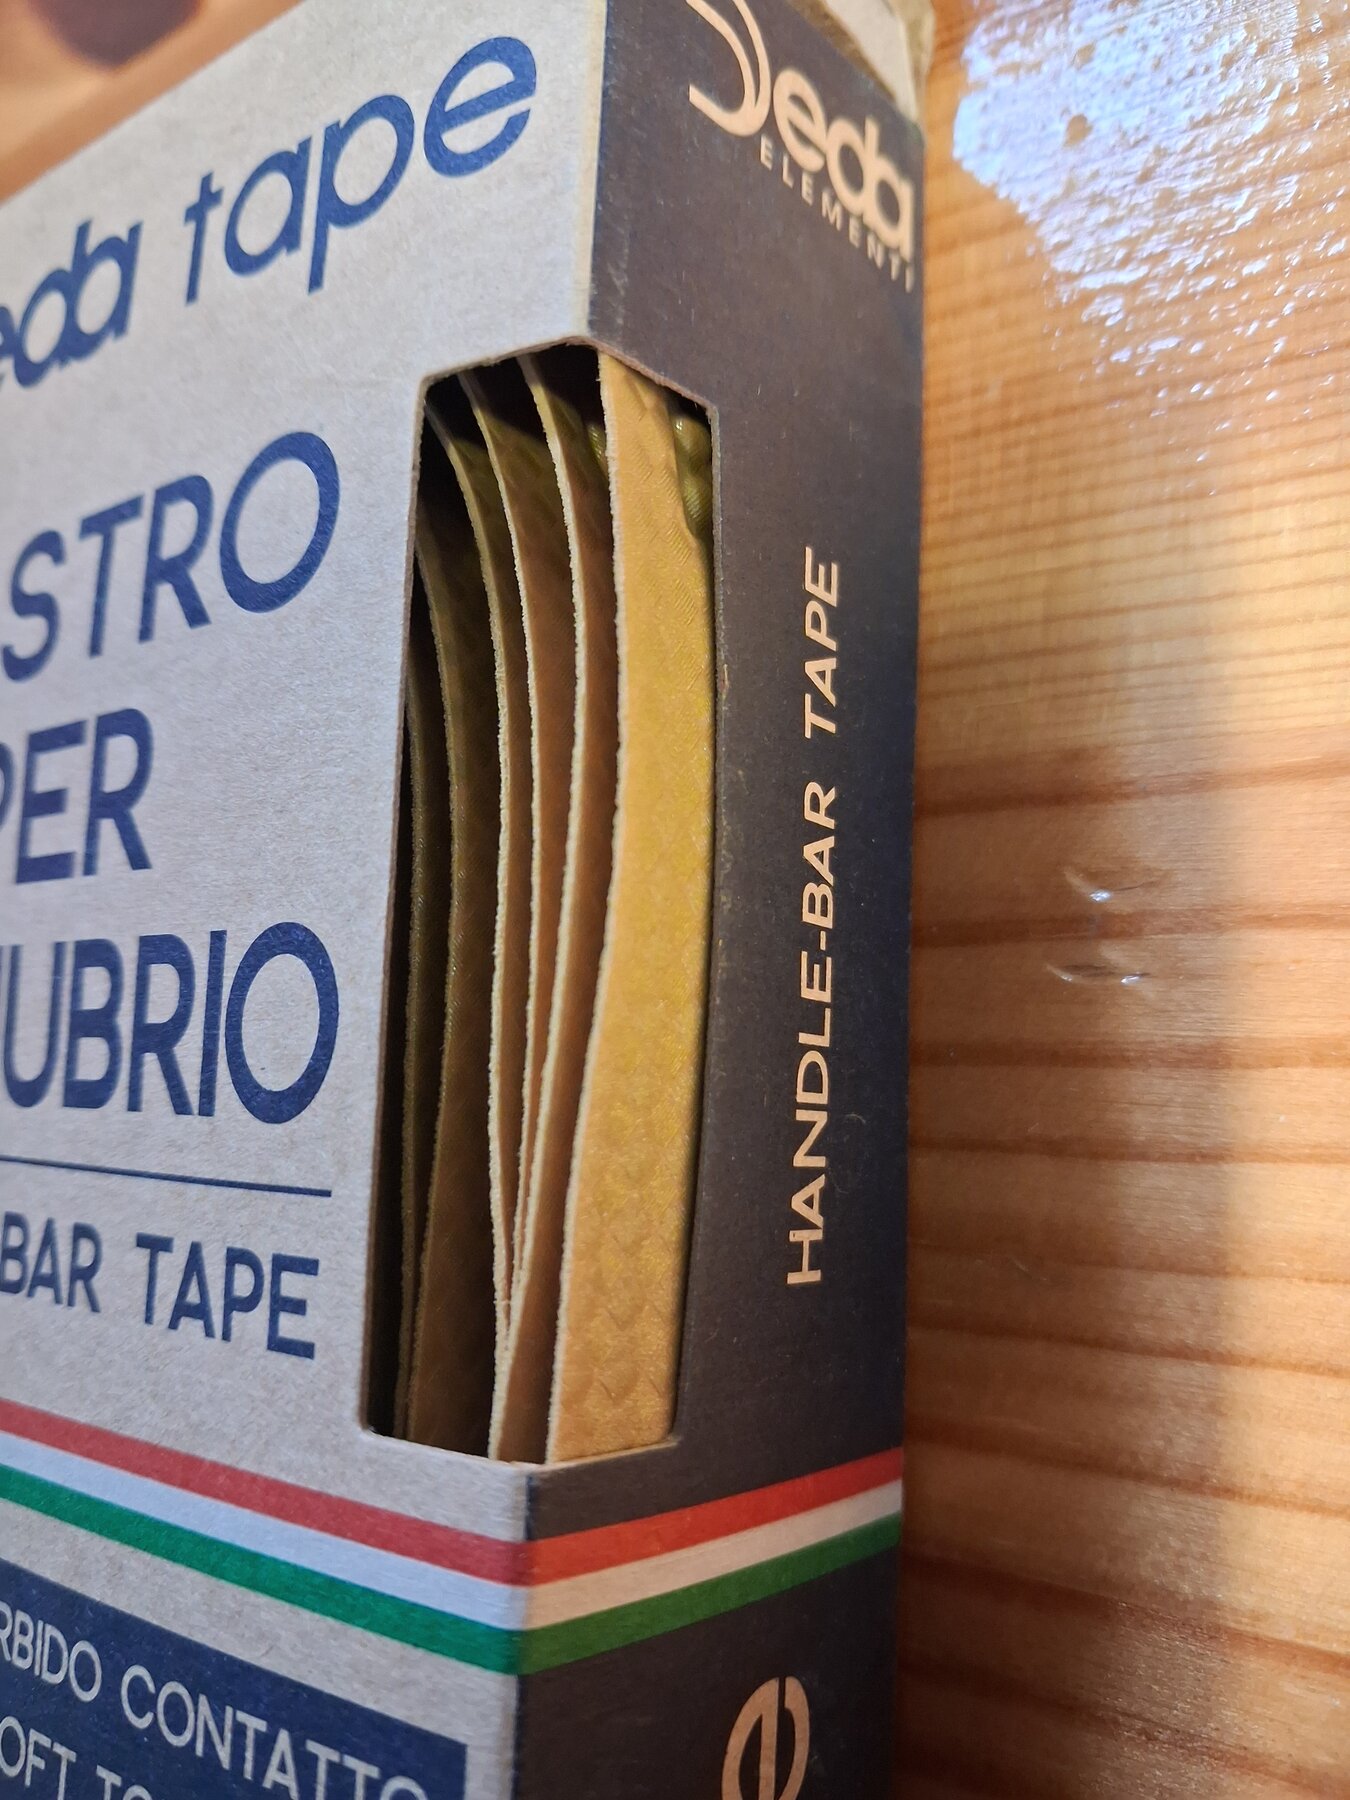 eda tape
STRO
PER
UBRIO
BAR TAPE
RBIDO CONTATTO
OFT TO
Deda
ELEMENTI
HANDLE-BAR TAPE
e